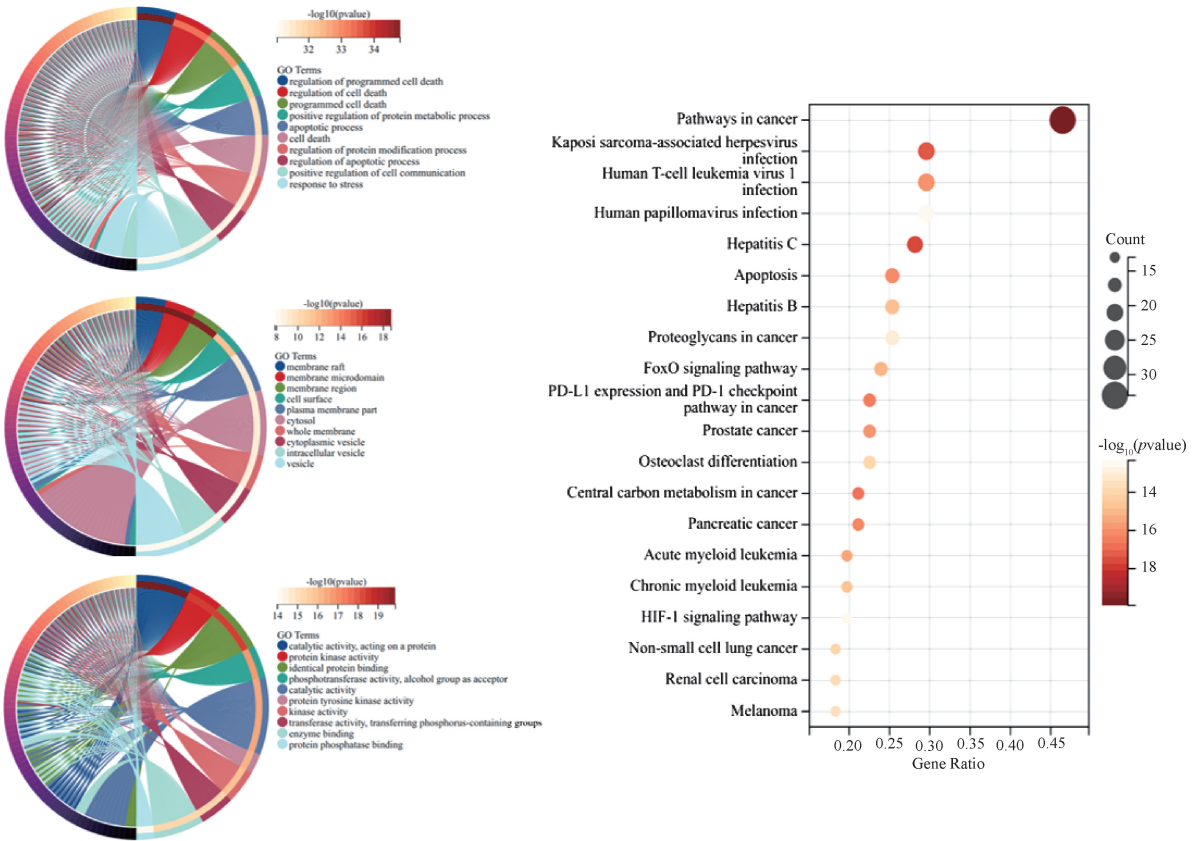 -log10(pvalue)
32 33 34
GO Terms
regulation of programmed cell death
regulation of cell death
programmed cell death
positive regulation of protein metabolic process
apoptotic process
cell death
regulation of protein modification process
regulation of apoptotic process
positive regulation of cell communication
response to stress
-log10(pvalue)
8 10 12 14 16 18
GO Terms
membrane raft
membrane microdomain
membrane region
cell surface
plasma membrane part
cytosol
whole membrane
cytoplasmic vesicle
intracellular vesicle
vesicle
-log10(pvalue)
14 15 16 17 18 19
GO Terms
catalytic activity, acting on a protein
protein kinase activity
identical protein binding
phosphotransferase activity, alcohol group as acceptor
catalytic activity
protein tyrosine kinase activity
kinase activity
transferase activity, transferring phosphorus-containing groups
enzyme binding
protein phosphatase binding
Pathways in cancer
Kaposi sarcoma-associated herpesvirus
infection
Human T-cell leukemia virus 1
infection
Human papillomavirus infection
Hepatitis C
Apoptosis
Hepatitis B
Proteoglycans in cancer
FoxO signaling pathway
PD-L1 expression and PD-1 checkpoint
pathway in cancer
Prostate cancer
Osteoclast differentiation
Central carbon metabolism in cancer
Pancreatic cancer
Acute myeloid leukemia
Chronic myeloid leukemia
HIF-1 signaling pathway
Non-small cell lung cancer
Renal cell carcinoma
Melanoma
0.20 0.25 0.30 0.35 0.40 0.45
Gene Ratio
Count
15
20
25
30
-log10(pvalue)
14
16
18